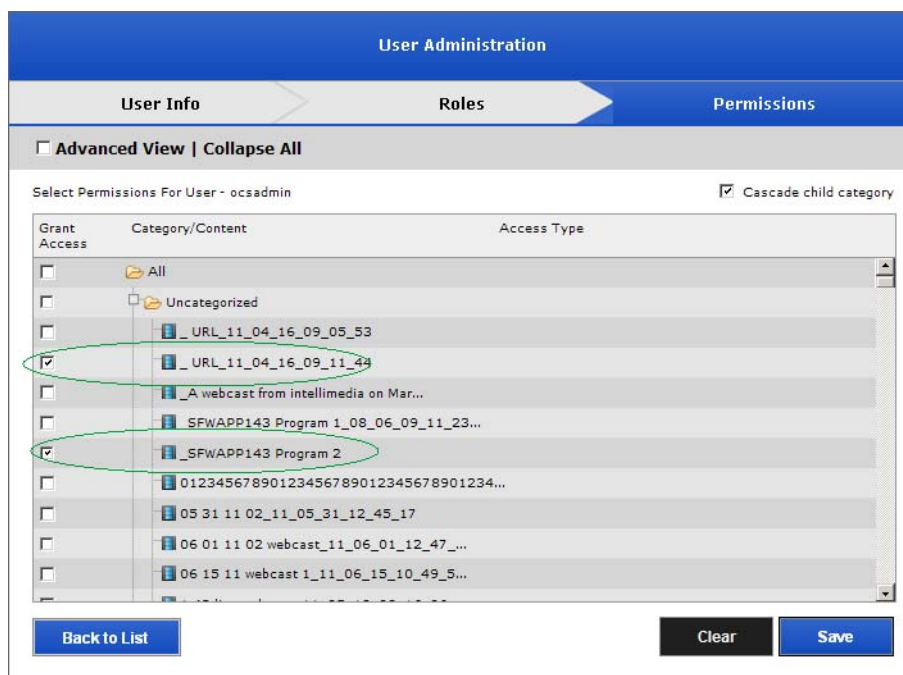 User Administration
User Info Roles Permissions
Advanced View | Collapse All
Select Permissions For User - ocsadmin Cascade child category
Grant Access Category/Content Access Type
All
Uncategorized
_ URL_11_04_16_09_05_53
_ URL_11_04_16_09_11_44
_A webcast from intellimedia on Mar...
_SFWAPP143 Program 1_08_06_09_11_23...
_SFWAPP143 Program 2
01234567890123456789012345678901234...
05 31 11 02_11_05_31_12_45_17
06 01 11 02 webcast_11_06_01_12_47_...
06 15 11 webcast 1_11_06_15_10_49_5...
Back to List Clear Save